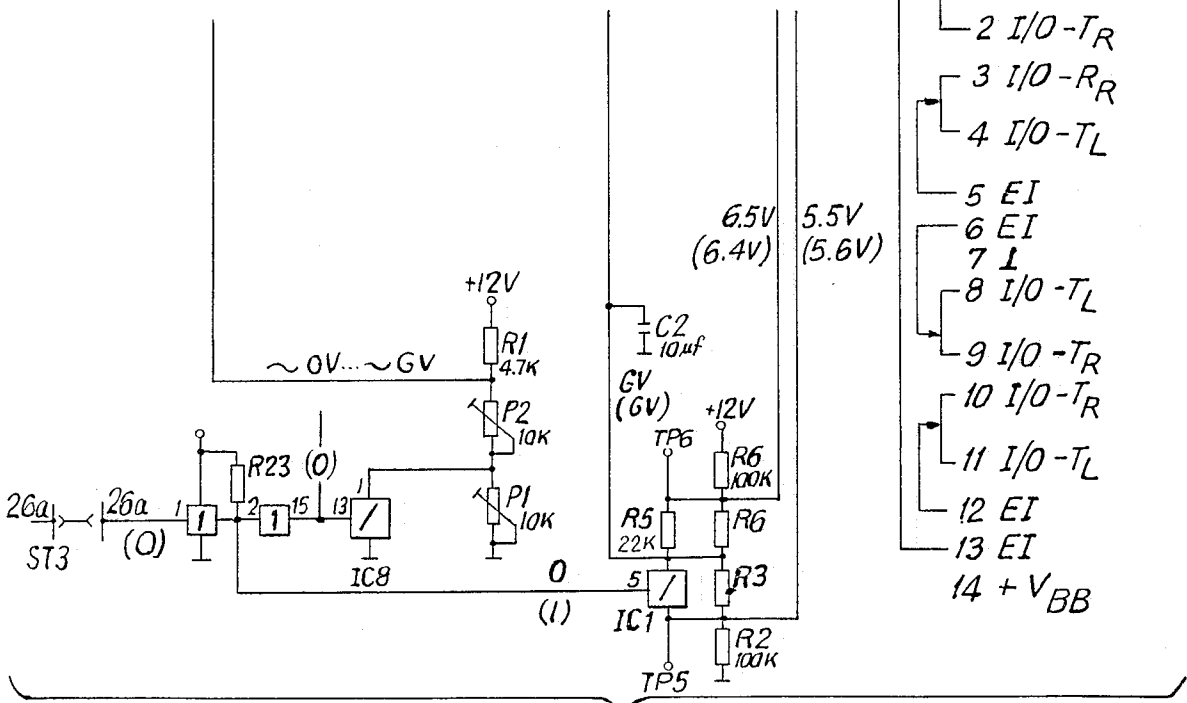 2 I/O-TR
3 I/O-RR
4 I/O-TL
5 EI
6 EI
7 ⊥
8 I/O-TL
9 I/O-TR
10 I/O-TR
11 I/O-TL
12 EI
13 EI
14 + VBB
6.5V
(6.4V)
5.5V
(5.6V)
+12V
R1
4.7K
~ 0V...~ GV
P2
10K
P1
10K
C2
10µf
GV
(GV)
+12V
TP6
R6
100K
R5
22K
R6
R3
R2
100K
TP5
26a
ST3
26a
(0)
1
1
R23
(0)
2
1
15
13
1
/
IC8
0
(1)
5
/
IC1